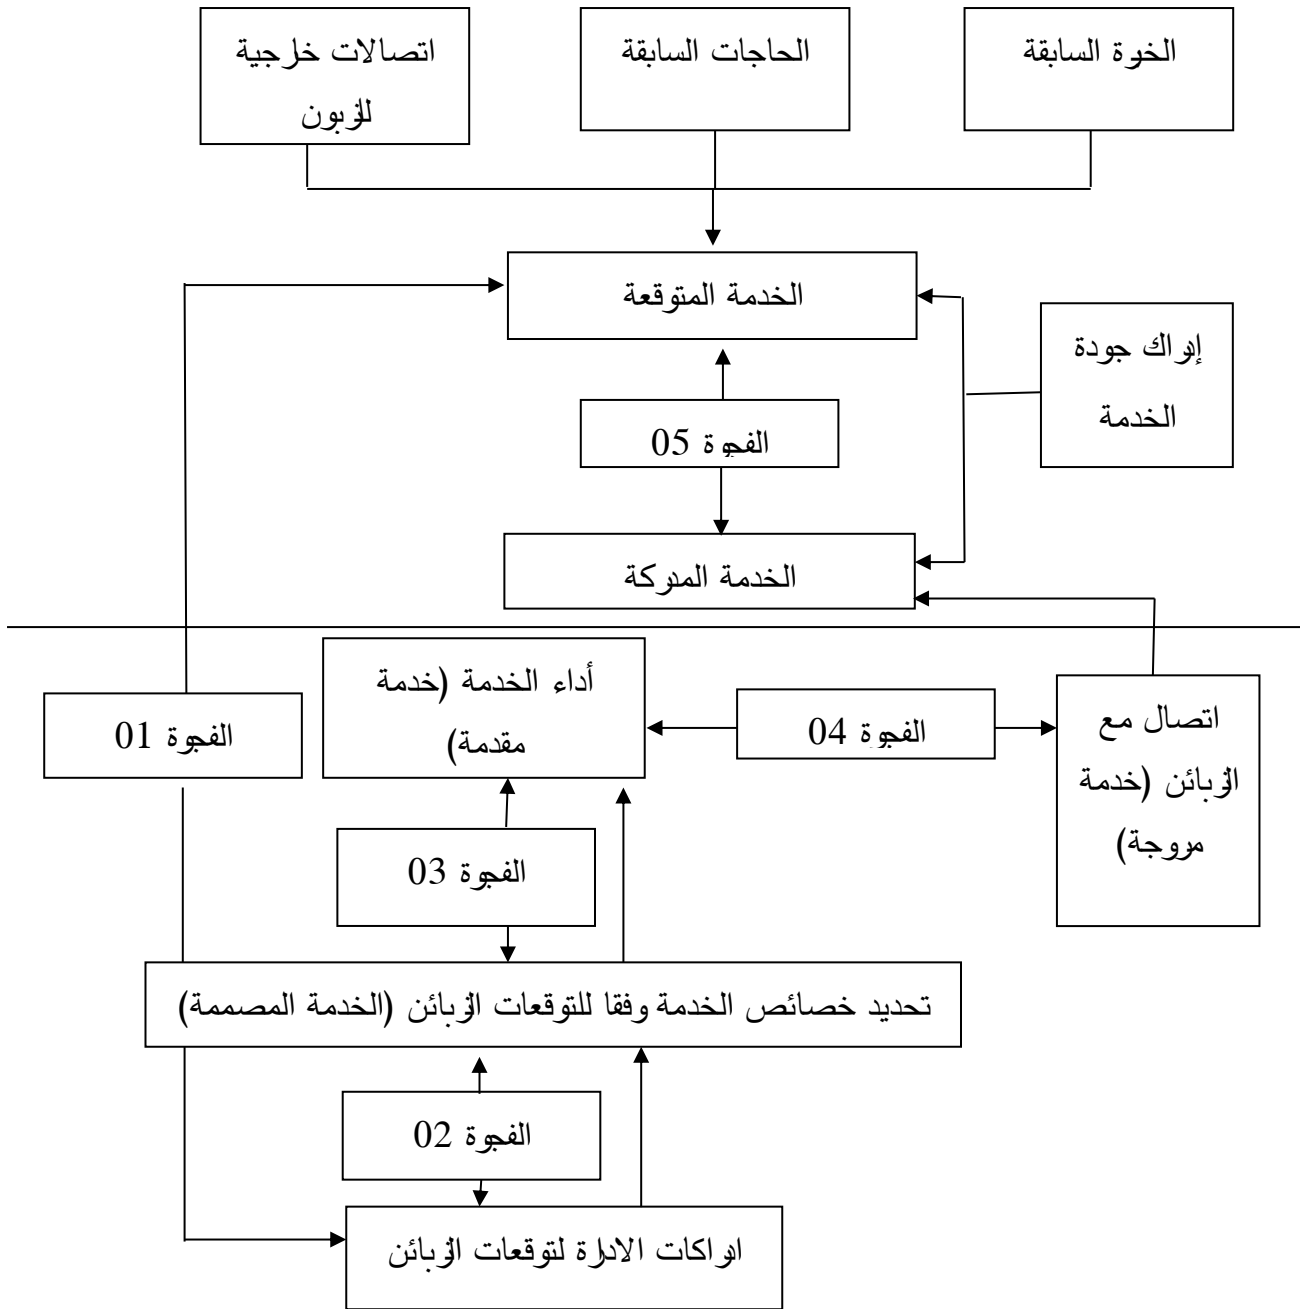 الخبرة السابقة
الحاجات السابقة
اتصالات خارجية
للزبون
الخدمة المتوقعة
إدراك جودة
الخدمة
الفجوة 05
الخدمة المدركة
أداء الخدمة (خدمة
مقدمة)
اتصال مع
الزبائن (خدمة
مروجة)
الفجوة 04
الفجوة 01
الفجوة 03
تحديد خصائص الخدمة وفقا للتوقعات الزبائن (الخدمة المصممة)
الفجوة 02
ادراكات الادارة لتوقعات الزبائن